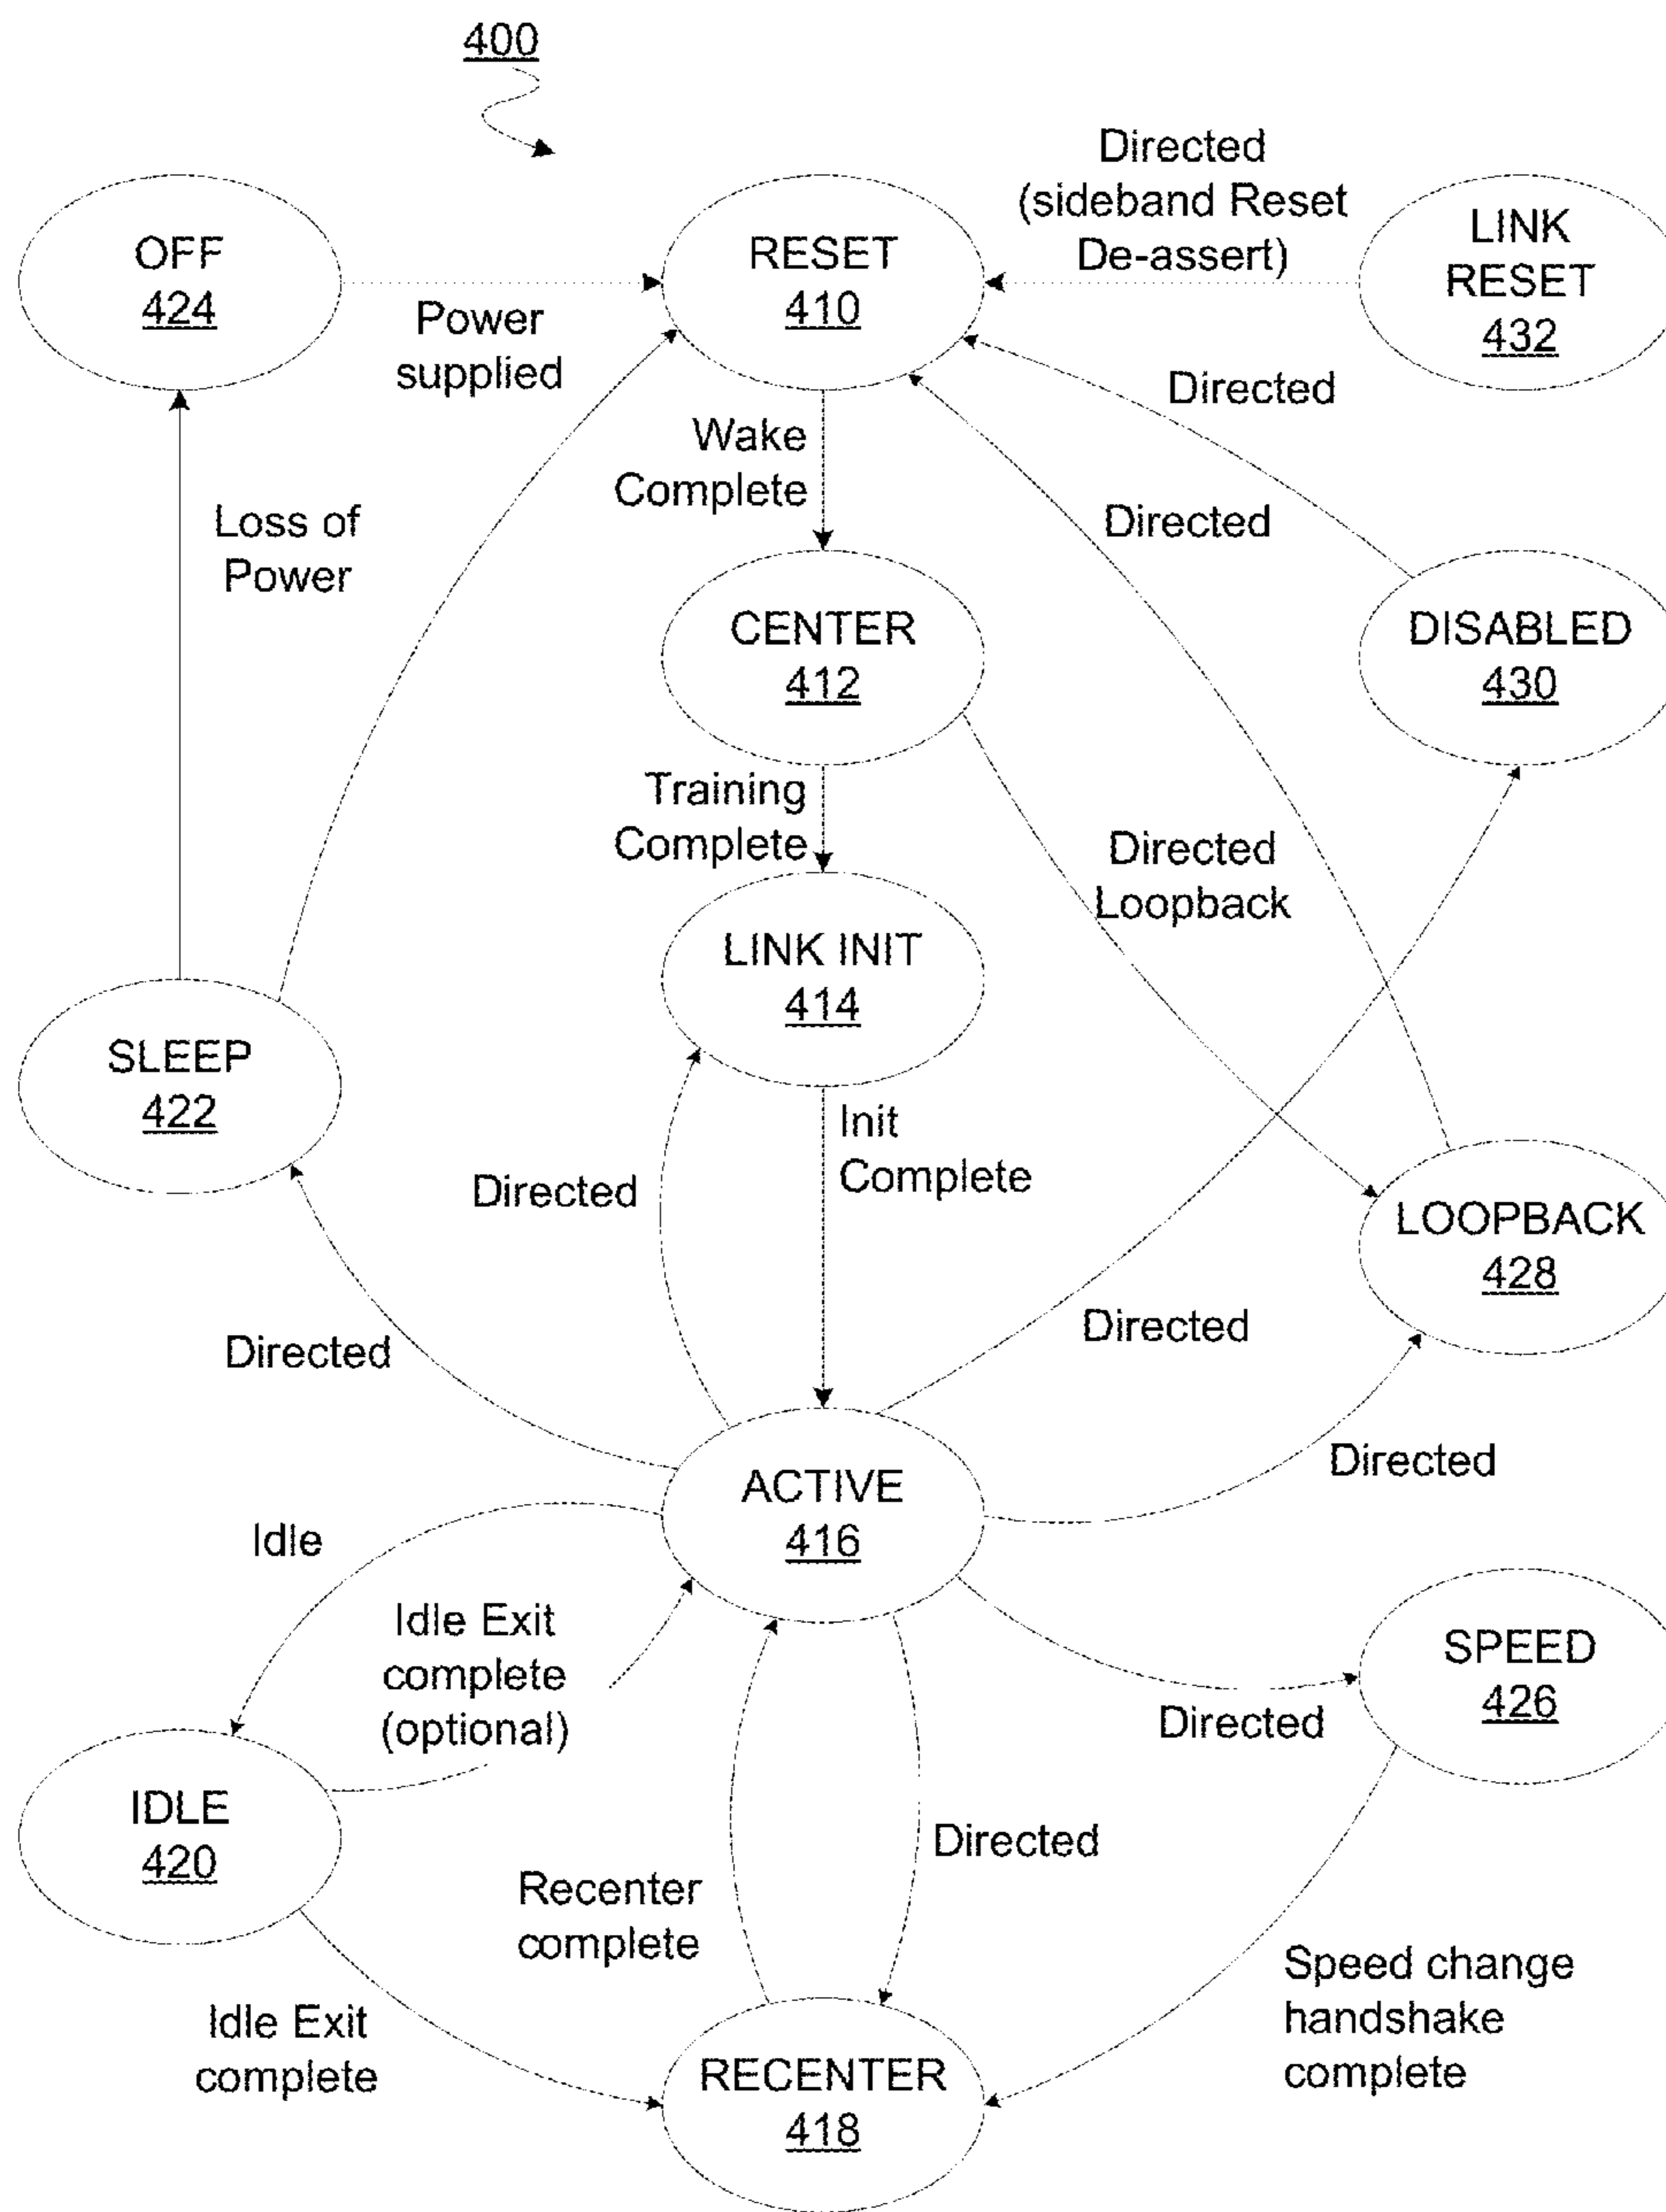 400
OFF
424
Power
supplied
RESET
410
Directed
(sideband Reset
De-assert)
LINK
RESET
432
Directed
Wake
Complete
Directed
Loss of
Power
CENTER
412
DISABLED
430
Training
Complete
Directed
Loopback
LINK INIT
414
SLEEP
422
Init
Complete
Directed
LOOPBACK
428
Directed
Directed
Directed
ACTIVE
416
Idle
Idle Exit
complete
(optional)
SPEED
426
Directed
IDLE
420
Directed
Recenter
complete
Speed change
handshake
complete
Idle Exit
complete
RECENTER
418